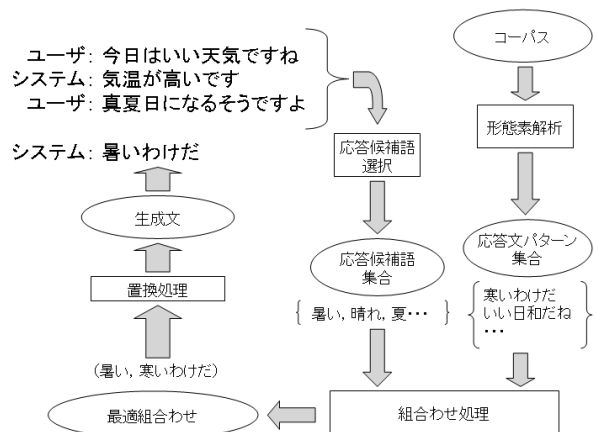 ユーザ： 今日はいい天気ですね
システム： 気温が高いです
ユーザ： 真夏日になるそうですよ
システム： 暑いわけだ
生成文
置換処理
（暑い, 寒いわけだ）
最適組合わせ
応答候補語
選択
応答候補語
集合
｛ 暑い, 晴れ, 夏… ｝
コーパス
形態素解析
応答文パターン
集合
寒いわけだ
いい日和だね
…
組合わせ処理